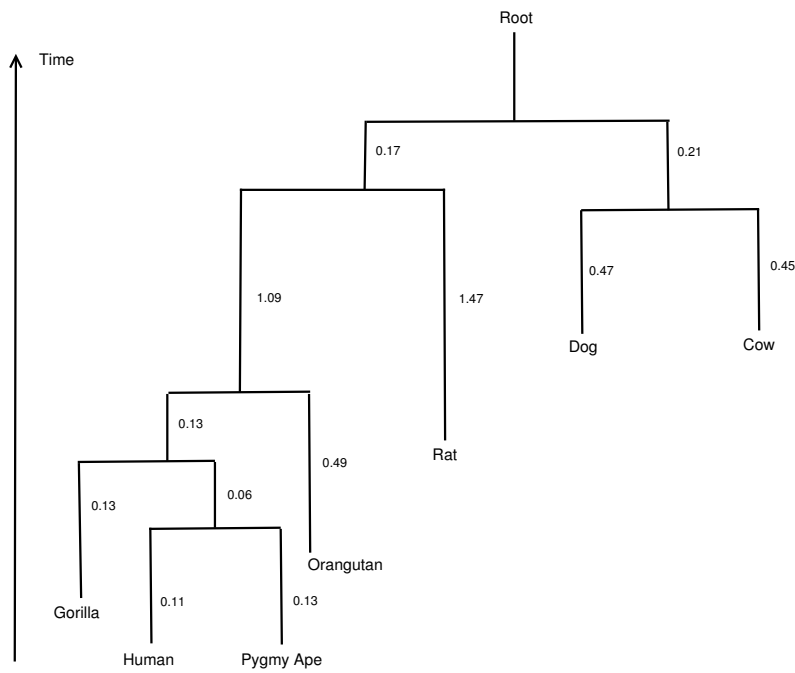 Root
Time
0.17
0.21
0.47
0.45
1.09
1.47
Dog
Cow
0.13
Rat
0.49
0.13
0.06
Orangutan
0.11
0.13
Gorilla
Human
Pygmy Ape